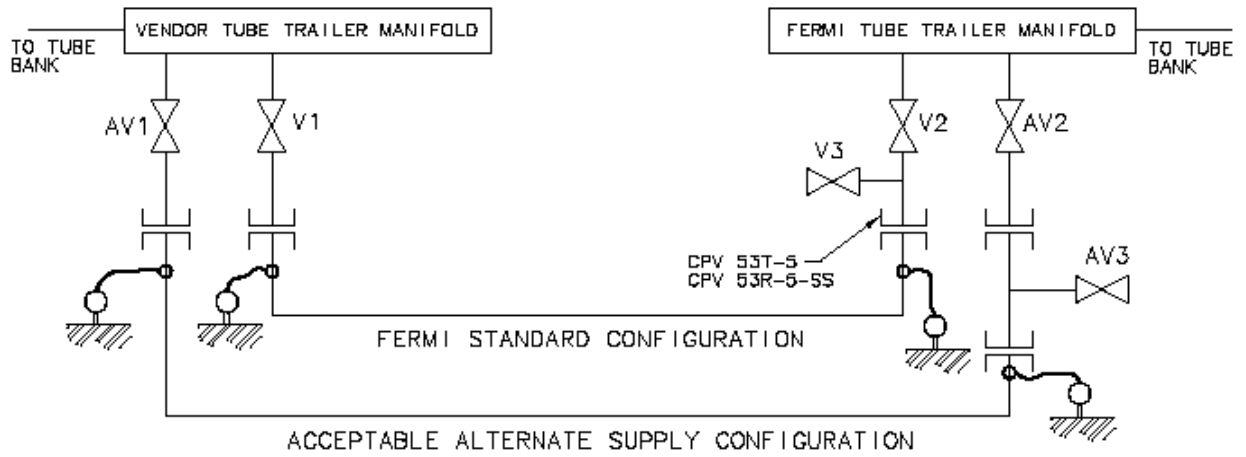 VENDOR TUBE TRAILER MANIFOLD
FERMI TUBE TRAILER MANIFOLD
TO TUBE
BANK
TO TUBE
BANK
AV1
V1
V2
AV2
V3
CPV 53T-5
CPV 53R-5-SS
AV3
FERMI STANDARD CONFIGURATION
ACCEPTABLE ALTERNATE SUPPLY CONFIGURATION